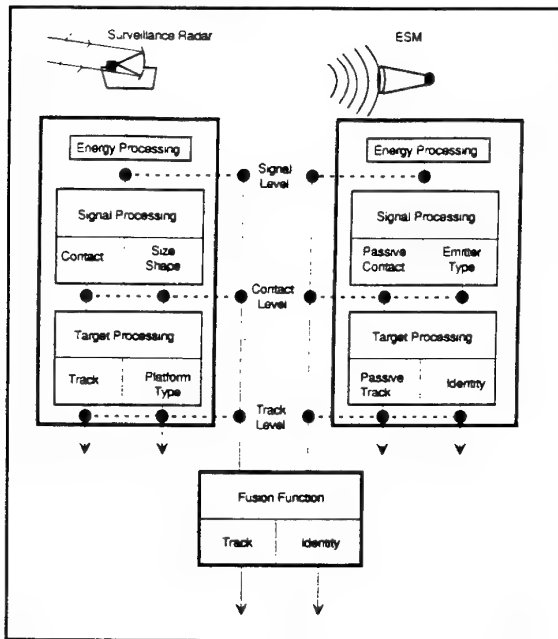 Surveillance Radar
ESM
Energy Processing
Energy Processing
Signal
Level
Signal Processing
Signal Processing
Contact
Size
Shape
Passive
Contact
Emitter
Type
Contact
Level
Target Processing
Target Processing
Track
Platform
Type
Passive
Track
Identity
Track
Level
Fusion Function
Track
Identity